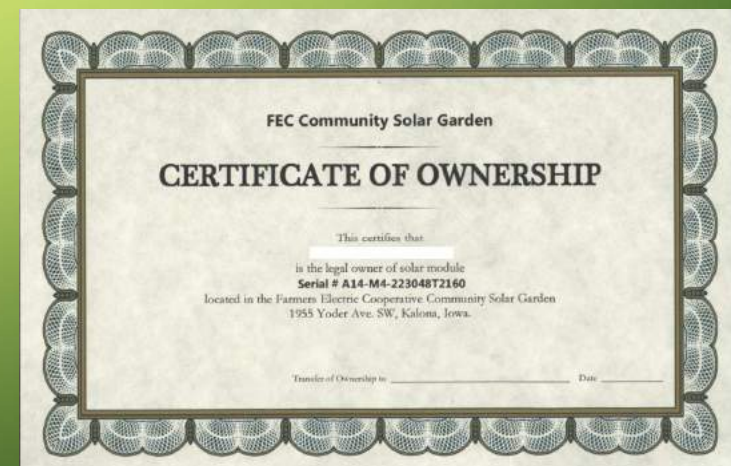 FEC Community Solar Garden
CERTIFICATE OF OWNERSHIP
This certifies that
is the legal owner of solar module
Serial # A14-M4-223048T2160
located in the Farmers Electric Cooperative Community Solar Garden
1955 Yoder Ave. SW, Kalona, Iowa.
Transfer of Ownership to Date